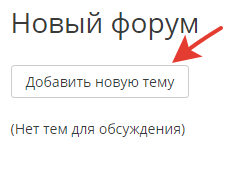 Новый форум
Добавить новую тему
(Нет тем для обсуждения)